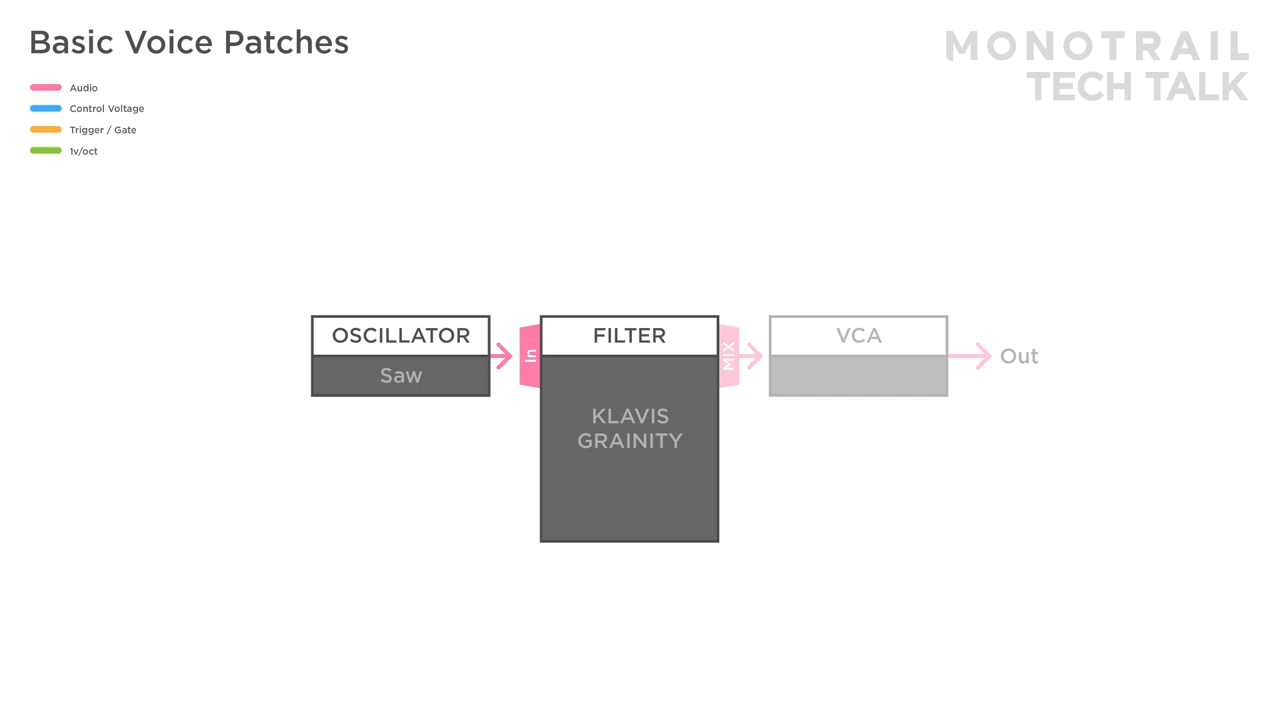 Basic Voice Patches
MONOTRAIL
TECH TALK
Audio
Control Voltage
Trigger / Gate
1v/oct
OSCILLATOR
Saw
In
FILTER
KLAVIS
GRAINITY
MIX
VCA
Out